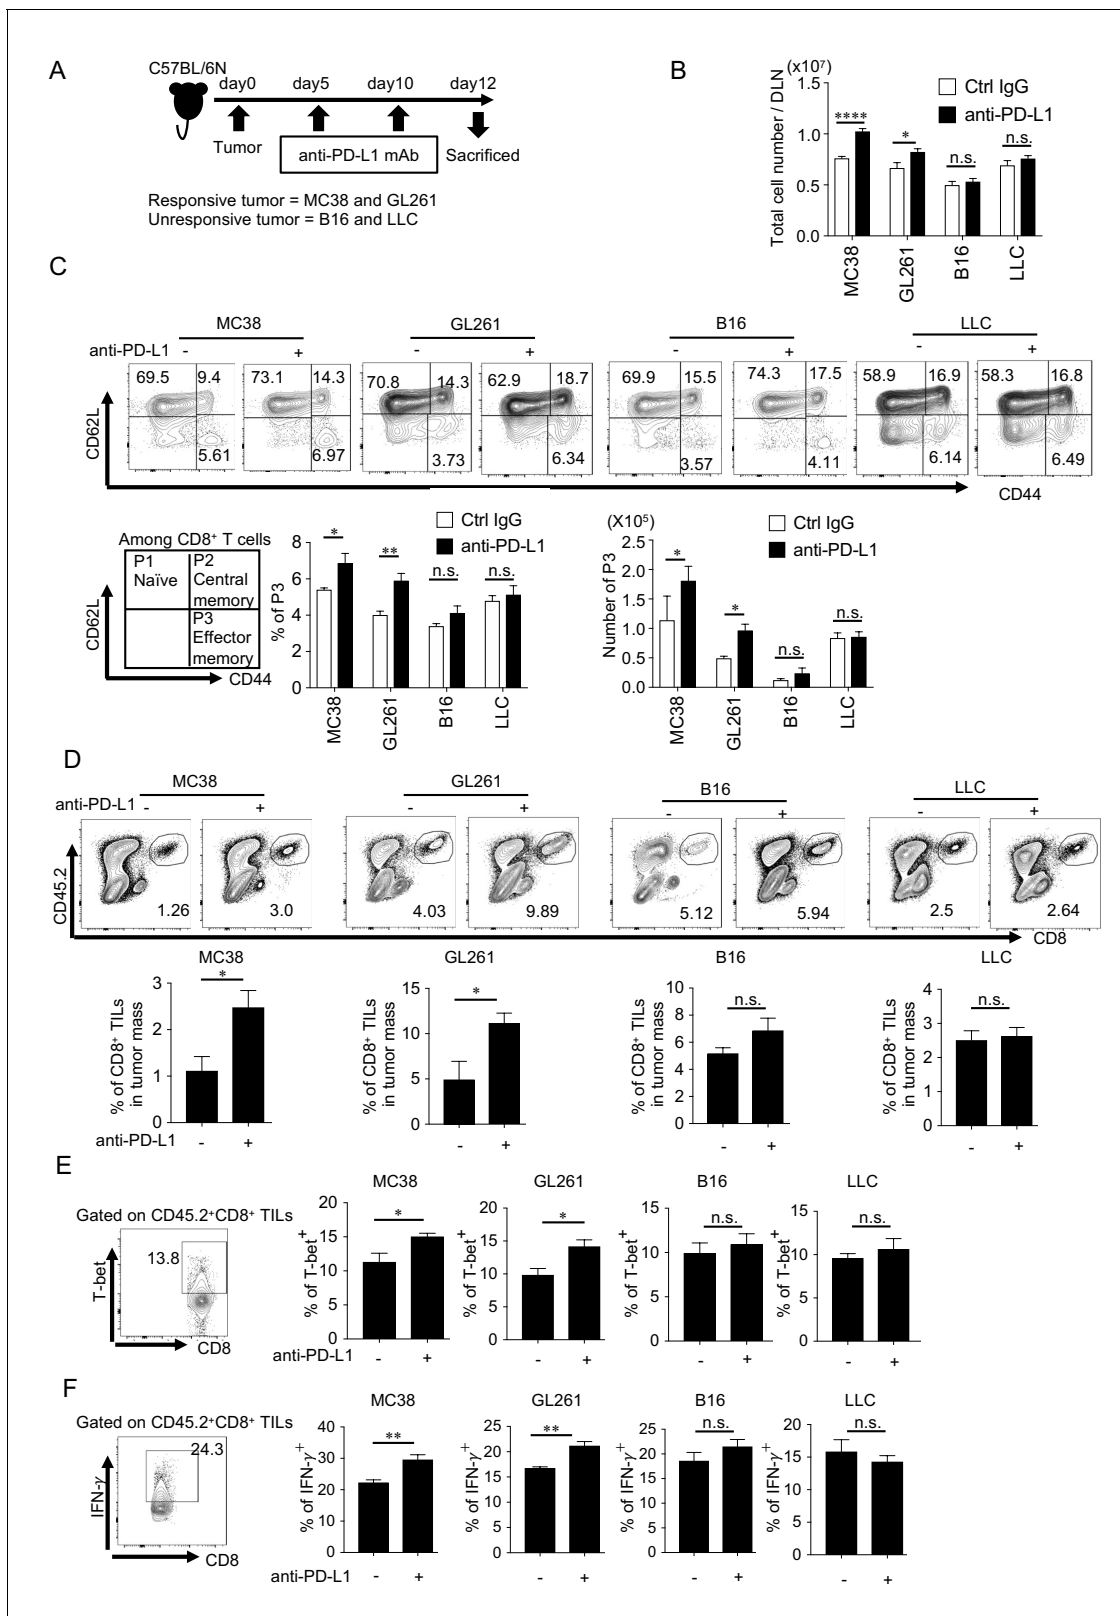 A
C57BL/6N
day0
day5
day10
day12
Tumor
anti-PD-L1 mAb
Sacrificed
Responsive tumor = MC38 and GL261
Unresponsive tumor = B16 and LLC
B
(x10⁷)
Total cell number / DLN
1.5
1.0
0.5
0.0
Ctrl IgG
anti-PD-L1
****
*
n.s.
n.s.
MC38
GL261
B16
LLC
C
MC38
GL261
B16
LLC
anti-PD-L1
- + - + - + - +
69.5 9.4
5.61
73.1 14.3
6.97
70.8 14.3
3.73
62.9 18.7
6.34
69.9 15.5
3.57
74.3 17.5
4.11
58.9 16.9
6.14
58.3 16.8
6.49
CD62L
CD44
Among CD8⁺ T cells
P1
Naïve
P2
Central
memory
P3
Effector
memory
CD62L
CD44
% of P3
8
6
4
2
0
Ctrl IgG
anti-PD-L1
*
**
n.s.
n.s.
MC38
GL261
B16
LLC
(X10⁵)
Number of P3
2.5
2.0
1.5
1.0
0.5
0.0
Ctrl IgG
anti-PD-L1
*
*
n.s.
n.s.
MC38
GL261
B16
LLC
D
MC38
GL261
B16
LLC
anti-PD-L1
- + - + - + - +
CD45.2
1.26
3.0
4.03
9.89
5.12
5.94
2.5
2.64
CD8
MC38
% of CD8⁺ TILs
in tumor mass
3
2
1
0
*
anti-PD-L1 - +
GL261
% of CD8⁺ TILs
in tumor mass
15
10
5
0
*
- +
B16
% of CD8⁺ TILs
in tumor mass
10
8
6
4
2
0
n.s.
- +
LLC
% of CD8⁺ TILs
in tumor mass
4
3
2
1
0
n.s.
- +
E
Gated on CD45.2⁺CD8⁺ TILs
13.8
T-bet
CD8
MC38
% of T-bet⁺
20
15
10
5
0
*
anti-PD-L1 - +
GL261
% of T-bet⁺
20
15
10
5
0
*
- +
B16
% of T-bet⁺
15
10
5
0
n.s.
- +
LLC
% of T-bet⁺
15
10
5
0
n.s.
- +
F
Gated on CD45.2⁺CD8⁺ TILs
24.3
IFN-γ
CD8
MC38
% of IFN-γ⁺
40
30
20
10
0
**
anti-PD-L1 - +
GL261
% of IFN-γ⁺
25
20
15
10
5
0
**
- +
B16
% of IFN-γ⁺
25
20
15
10
5
0
n.s.
- +
LLC
% of IFN-γ⁺
20
15
10
5
0
n.s.
- +